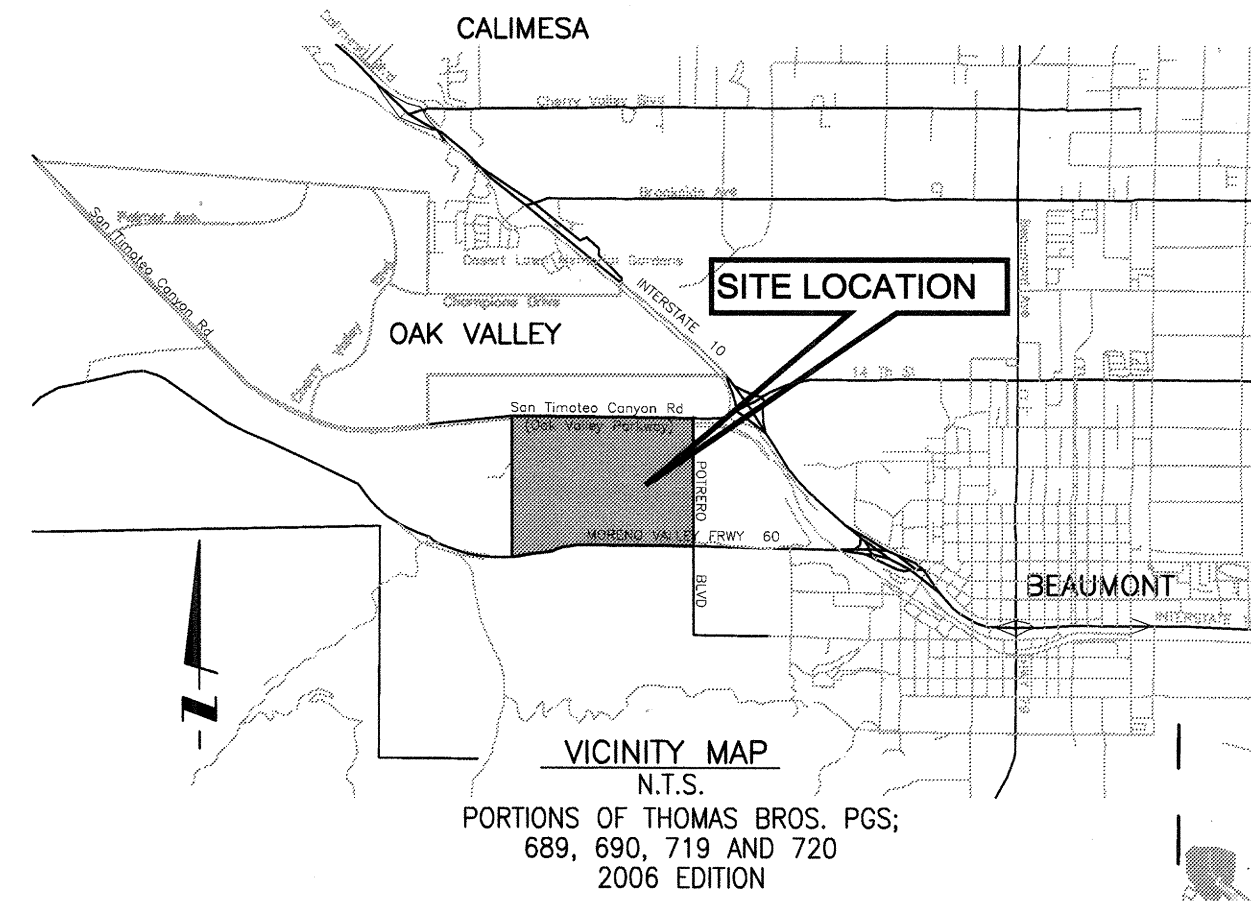 CALIMESA
Cherry Valley Blvd
Brookside Ave
Palmer Ave
San Timoteo Canyon Rd
INTERSTATE 10
SITE LOCATION
Champions Drive
OAK VALLEY
14 TH St
San Timoteo Canyon Rd
(Oak Valley Parkway)
POTRERO
MORENO VALLEY FRWY 60
BLVD
BEAUMONT
INTERSTATE
VICINITY MAP
N.T.S.
PORTIONS OF THOMAS BROS. PGS;
689, 690, 719 AND 720
2006 EDITION